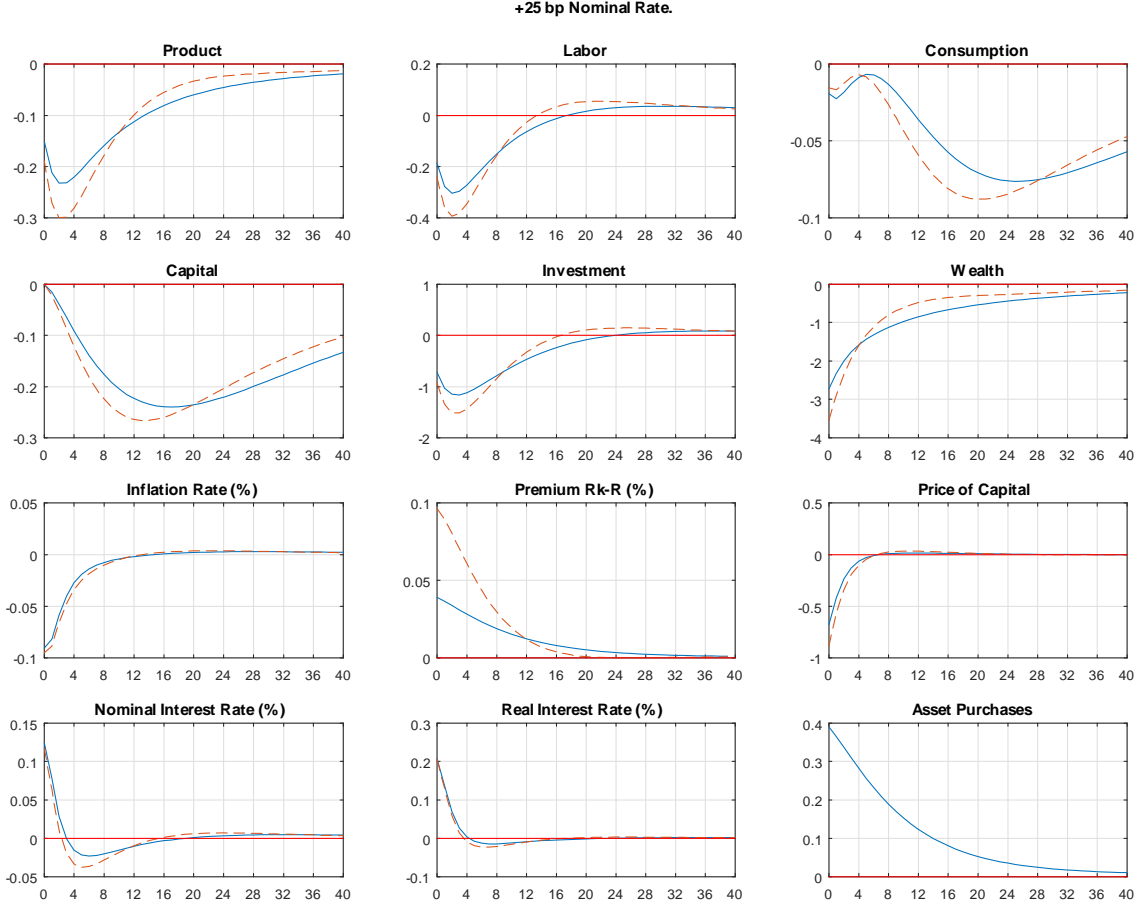 +25 bp Nominal Rate.
Product
0
-0.1
-0.2
-0.3
0 4 8 12 16 20 24 28 32 36 40
Labor
0.2
0
-0.2
-0.4
0 4 8 12 16 20 24 28 32 36 40
Consumption
0
-0.05
-0.1
0 4 8 12 16 20 24 28 32 36 40
Capital
0
-0.1
-0.2
-0.3
0 4 8 12 16 20 24 28 32 36 40
Investment
1
0
-1
-2
0 4 8 12 16 20 24 28 32 36 40
Wealth
0
-1
-2
-3
-4
0 4 8 12 16 20 24 28 32 36 40
Inflation Rate (%)
0.05
0
-0.05
-0.1
0 4 8 12 16 20 24 28 32 36 40
Premium Rk-R (%)
0.1
0.05
0
0 4 8 12 16 20 24 28 32 36 40
Price of Capital
0.5
0
-0.5
-1
0 4 8 12 16 20 24 28 32 36 40
Nominal Interest Rate (%)
0.15
0.1
0.05
0
-0.05
0 4 8 12 16 20 24 28 32 36 40
Real Interest Rate (%)
0.3
0.2
0.1
0
-0.1
0 4 8 12 16 20 24 28 32 36 40
Asset Purchases
0.4
0.3
0.2
0.1
0
0 4 8 12 16 20 24 28 32 36 40